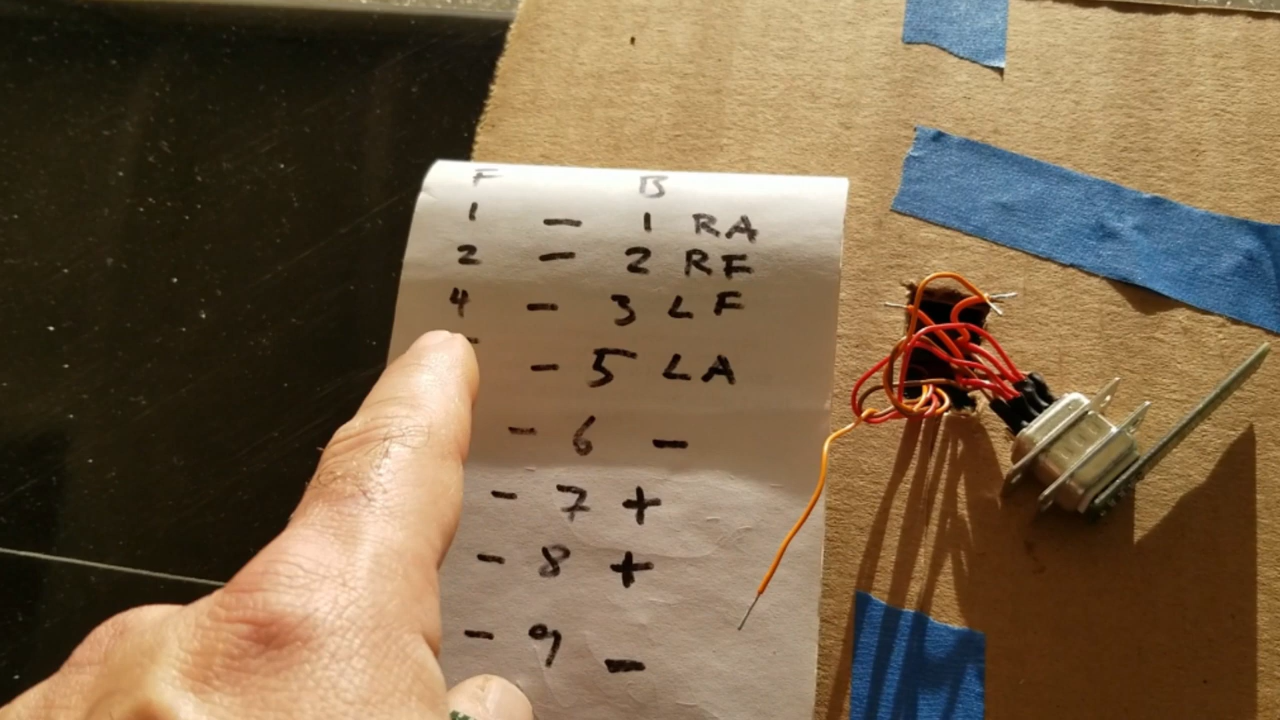 F B
1 - 1 RA
2 - 2 RF
4 - 3 LF
- 5 LA
- 6 -
- 7 +
- 8 +
- 9 -